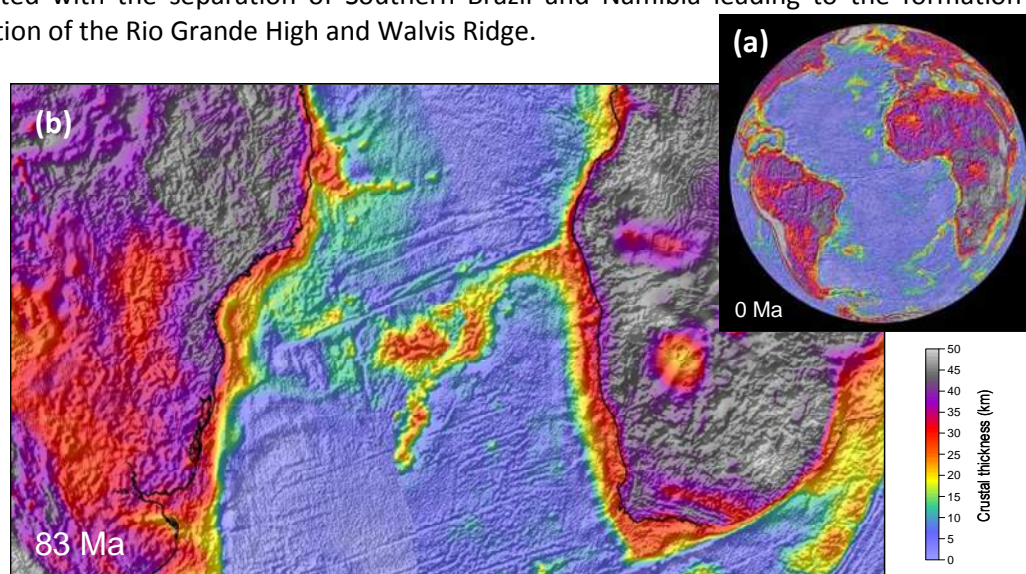 ted with the separation of Southern Brazil and Namibia leading to the formation
tion of the Rio Grande High and Walvis Ridge.
(a)
0 Ma
(b)
83 Ma
50
45
40
35
30
25
20
15
10
5
0
Crustal thickness (km)